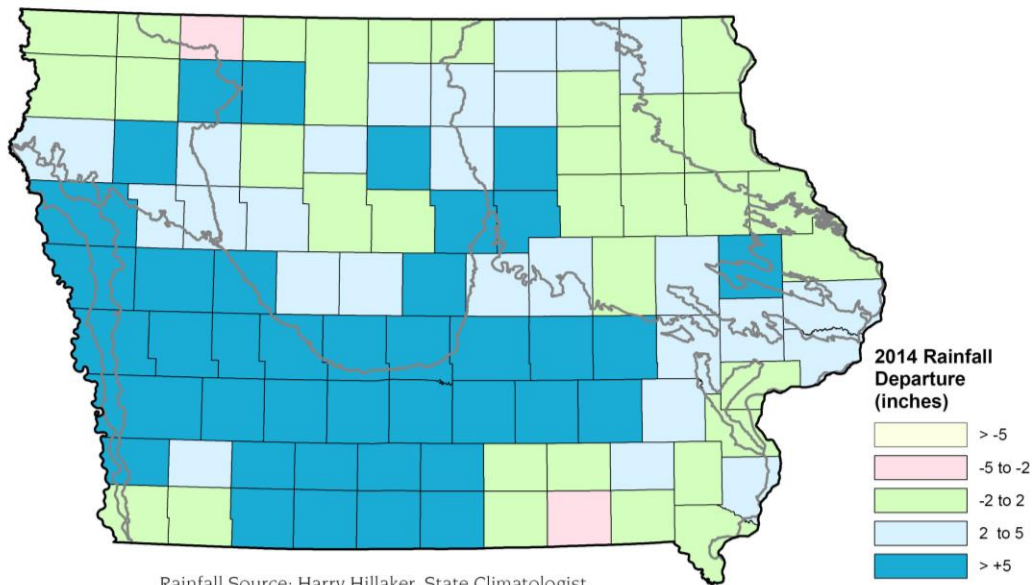 2014 Rainfall
Departure
(inches)
> -5
-5 to -2
-2 to 2
2 to 5
> +5
Rainfall Source: Harry Hillaker, State Climatologist